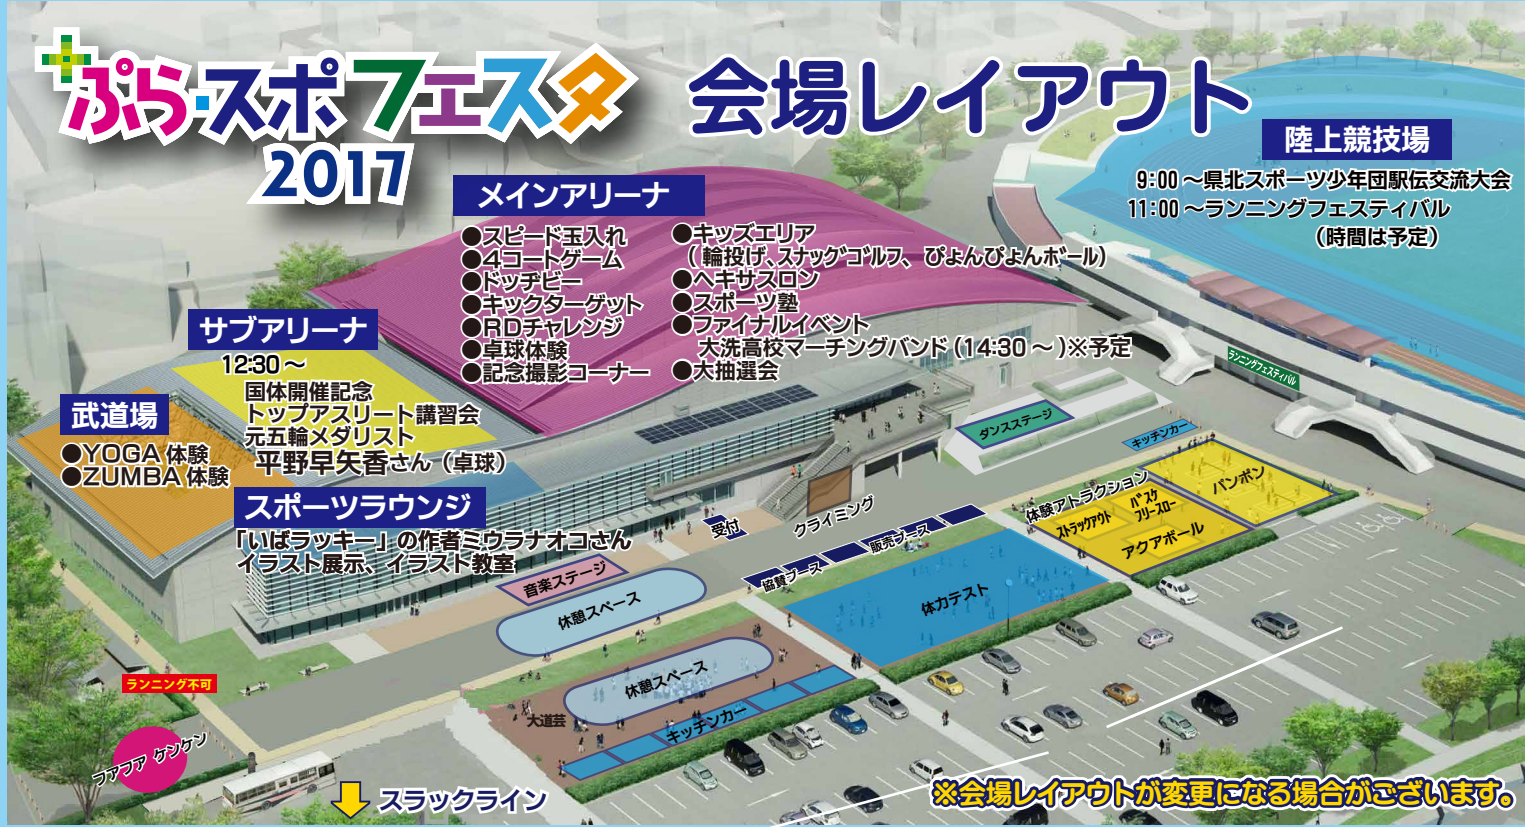 ぷら・スポフェスタ
2017
会場レイアウト
陸上競技場
9:00～県北スポーツ少年団駅伝交流大会
11:00～ランニングフェスティバル
（時間は予定）
メインアリーナ
●スピード玉入れ
●4コートゲーム
●ドッヂビー
●キックターゲット
●RDチャレンジ
●卓球体験
●記念撮影コーナー
●キッズエリア
（輪投げ、スナッグゴルフ、ぴょんぴょんボール）
●ヘキサスロン
●スポーツ塾
●ファイナルイベント
大洗高校マーチングバンド（14:30～）※予定
●大抽選会
サブアリーナ
12:30～
国体開催記念
トップアスリート講習会
元五輪メダリスト
平野早矢香さん（卓球）
武道場
●YOGA体験
●ZUMBA体験
スポーツラウンジ
「いばラッキー」の作者ミウラナオコさん
イラスト展示、イラスト教室
ランニングフェスティバル
ダンスステージ
キッチンカー
バンポン
体験アトラクション
バスケ
フリースロー
ストラックアウト
アクアボール
クライミング
受付
販売ブース
協賛ブース
体力テスト
音楽ステージ
休憩スペース
休憩スペース
大道芸
キッチンカー
ランニング不可
フアフア ケンケン
スラックライン
※会場レイアウトが変更になる場合がございます。